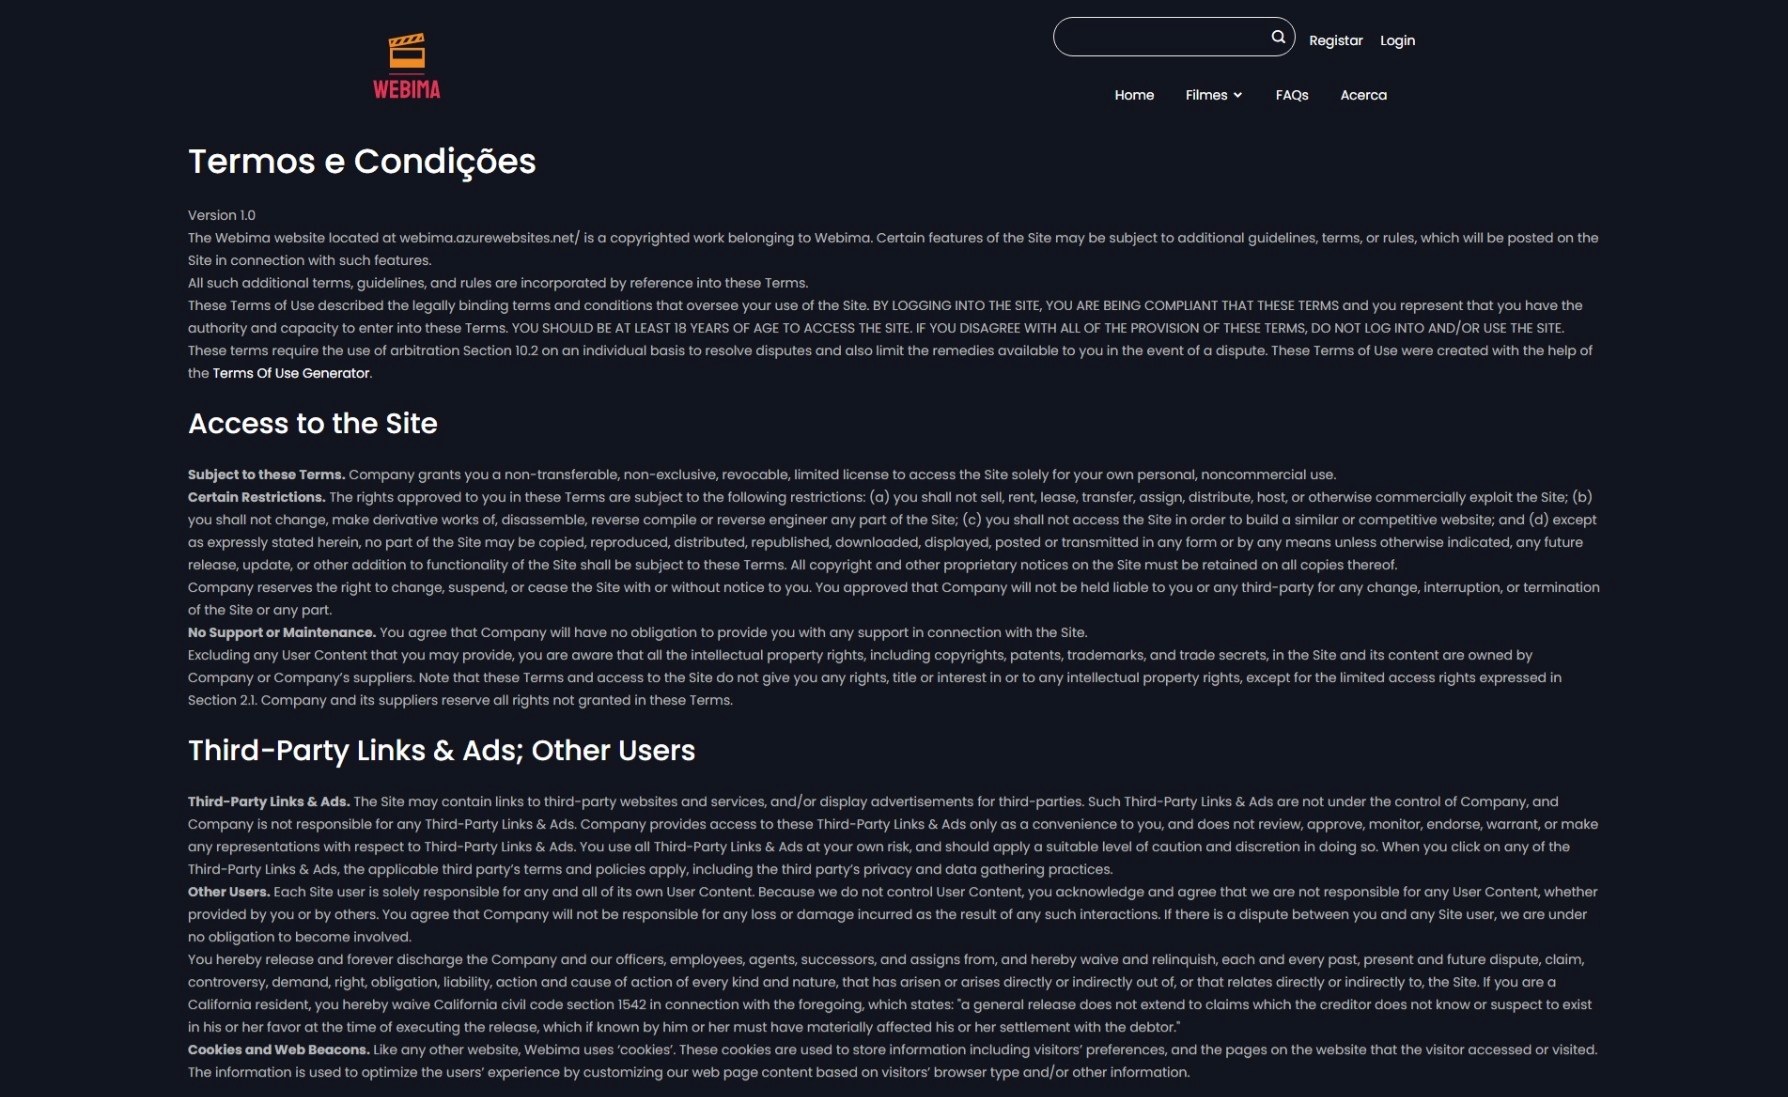 WEBIMA
Registar Login
Home Filmes FAQs Acerca
Termos e Condições
Version 1.0
The Webima website located at webima.azurewebsites.net/ is a copyrighted work belonging to Webima. Certain features of the Site may be subject to additional guidelines, terms, or rules, which will be posted on the
Site in connection with such features.
All such additional terms, guidelines, and rules are incorporated by reference into these Terms.
These Terms of Use described the legally binding terms and conditions that oversee your use of the Site. BY LOGGING INTO THE SITE, YOU ARE BEING COMPLIANT THAT THESE TERMS and you represent that you have the
authority and capacity to enter into these Terms. YOU SHOULD BE AT LEAST 18 YEARS OF AGE TO ACCESS THE SITE. IF YOU DISAGREE WITH ALL OF THE PROVISION OF THESE TERMS, DO NOT LOG INTO AND/OR USE THE SITE.
These terms require the use of arbitration Section 10.2 on an individual basis to resolve disputes and also limit the remedies available to you in the event of a dispute. These Terms of Use were created with the help of
the Terms Of Use Generator.
Access to the Site
Subject to these Terms. Company grants you a non-transferable, non-exclusive, revocable, limited license to access the Site solely for your own personal, noncommercial use.
Certain Restrictions. The rights approved to you in these Terms are subject to the following restrictions: (a) you shall not sell, rent, lease, transfer, assign, distribute, host, or otherwise commercially exploit the Site; (b)
you shall not change, make derivative works of, disassemble, reverse compile or reverse engineer any part of the Site; (c) you shall not access the Site in order to build a similar or competitive website; and (d) except
as expressly stated herein, no part of the Site may be copied, reproduced, distributed, republished, downloaded, displayed, posted or transmitted in any form or by any means unless otherwise indicated, any future
release, update, or other addition to functionality of the Site shall be subject to these Terms. All copyright and other proprietary notices on the Site must be retained on all copies thereof.
Company reserves the right to change, suspend, or cease the Site with or without notice to you. You approved that Company will not be held liable to you or any third-party for any change, interruption, or termination
of the Site or any part.
No Support or Maintenance. You agree that Company will have no obligation to provide you with any support in connection with the Site.
Excluding any User Content that you may provide, you are aware that all the intellectual property rights, including copyrights, patents, trademarks, and trade secrets, in the Site and its content are owned by
Company or Company’s suppliers. Note that these Terms and access to the Site do not give you any rights, title or interest in or to any intellectual property rights, except for the limited access rights expressed in
Section 2.1. Company and its suppliers reserve all rights not granted in these Terms.
Third-Party Links & Ads; Other Users
Third-Party Links & Ads. The Site may contain links to third-party websites and services, and/or display advertisements for third-parties. Such Third-Party Links & Ads are not under the control of Company, and
Company is not responsible for any Third-Party Links & Ads. Company provides access to these Third-Party Links & Ads only as a convenience to you, and does not review, approve, monitor, endorse, warrant, or make
any representations with respect to Third-Party Links & Ads. You use all Third-Party Links & Ads at your own risk, and should apply a suitable level of caution and discretion in doing so. When you click on any of the
Third-Party Links & Ads, the applicable third party’s terms and policies apply, including the third party’s privacy and data gathering practices.
Other Users. Each Site user is solely responsible for any and all of its own User Content. Because we do not control User Content, you acknowledge and agree that we are not responsible for any User Content, whether
provided by you or by others. You agree that Company will not be responsible for any loss or damage incurred as the result of any such interactions. If there is a dispute between you and any Site user, we are under
no obligation to become involved.
You hereby release and forever discharge the Company and our officers, employees, agents, successors, and assigns from, and hereby waive and relinquish, each and every past, present and future dispute, claim,
controversy, demand, right, obligation, liability, action and cause of action of every kind and nature, that has arisen or arises directly or indirectly out of, or that relates directly or indirectly to, the Site. If you are a
California resident, you hereby waive California civil code section 1542 in connection with the foregoing, which states: "a general release does not extend to claims which the creditor does not know or suspect to exist
in his or her favor at the time of executing the release, which if known by him or her must have materially affected his or her settlement with the debtor."
Cookies and Web Beacons. Like any other website, Webima uses ‘cookies’. These cookies are used to store information including visitors’ preferences, and the pages on the website that the visitor accessed or visited.
The information is used to optimize the users’ experience by customizing our web page content based on visitors’ browser type and/or other information.